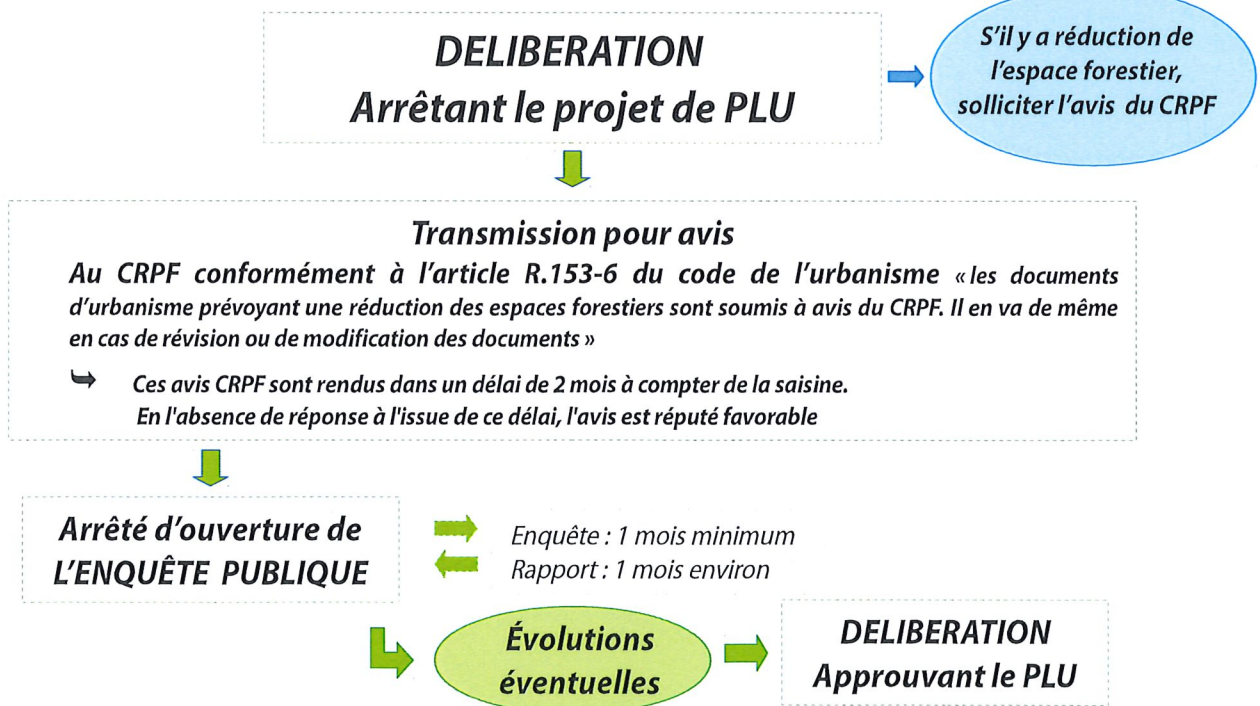 DELIBERATION
Arrêtant le projet de PLU
S'il y a réduction de
l'espace forestier,
solliciter l'avis du CRPF
Transmission pour avis
Au CRPF conformément à l'article R.153-6 du code de l'urbanisme « les documents
d'urbanisme prévoyant une réduction des espaces forestiers sont soumis à avis du CRPF. Il en va de même
en cas de révision ou de modification des documents »
Ces avis CRPF sont rendus dans un délai de 2 mois à compter de la saisine.
En l'absence de réponse à l'issue de ce délai, l'avis est réputé favorable
Arrêté d'ouverture de
L'ENQUÊTE PUBLIQUE
Enquête : 1 mois minimum
Rapport : 1 mois environ
Évolutions
éventuelles
DELIBERATION
Approuvant le PLU